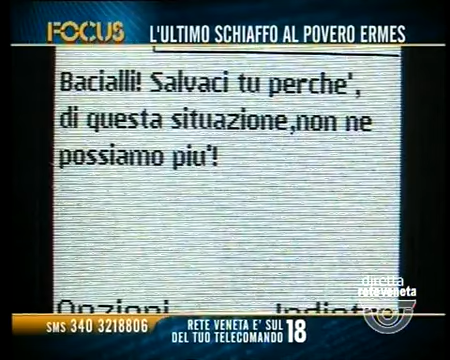 FOCUS
L'ULTIMO SCHIAFFO AL POVERO ERMES
Bacialli! Salvaci tu perche',
di questa situazione,non ne
possiamo piu'!
Opzioni Indietro
diretta
reteveneta
SMS 340 3218806
RETE VENETA E' SUL
DEL TUO TELECOMANDO 18